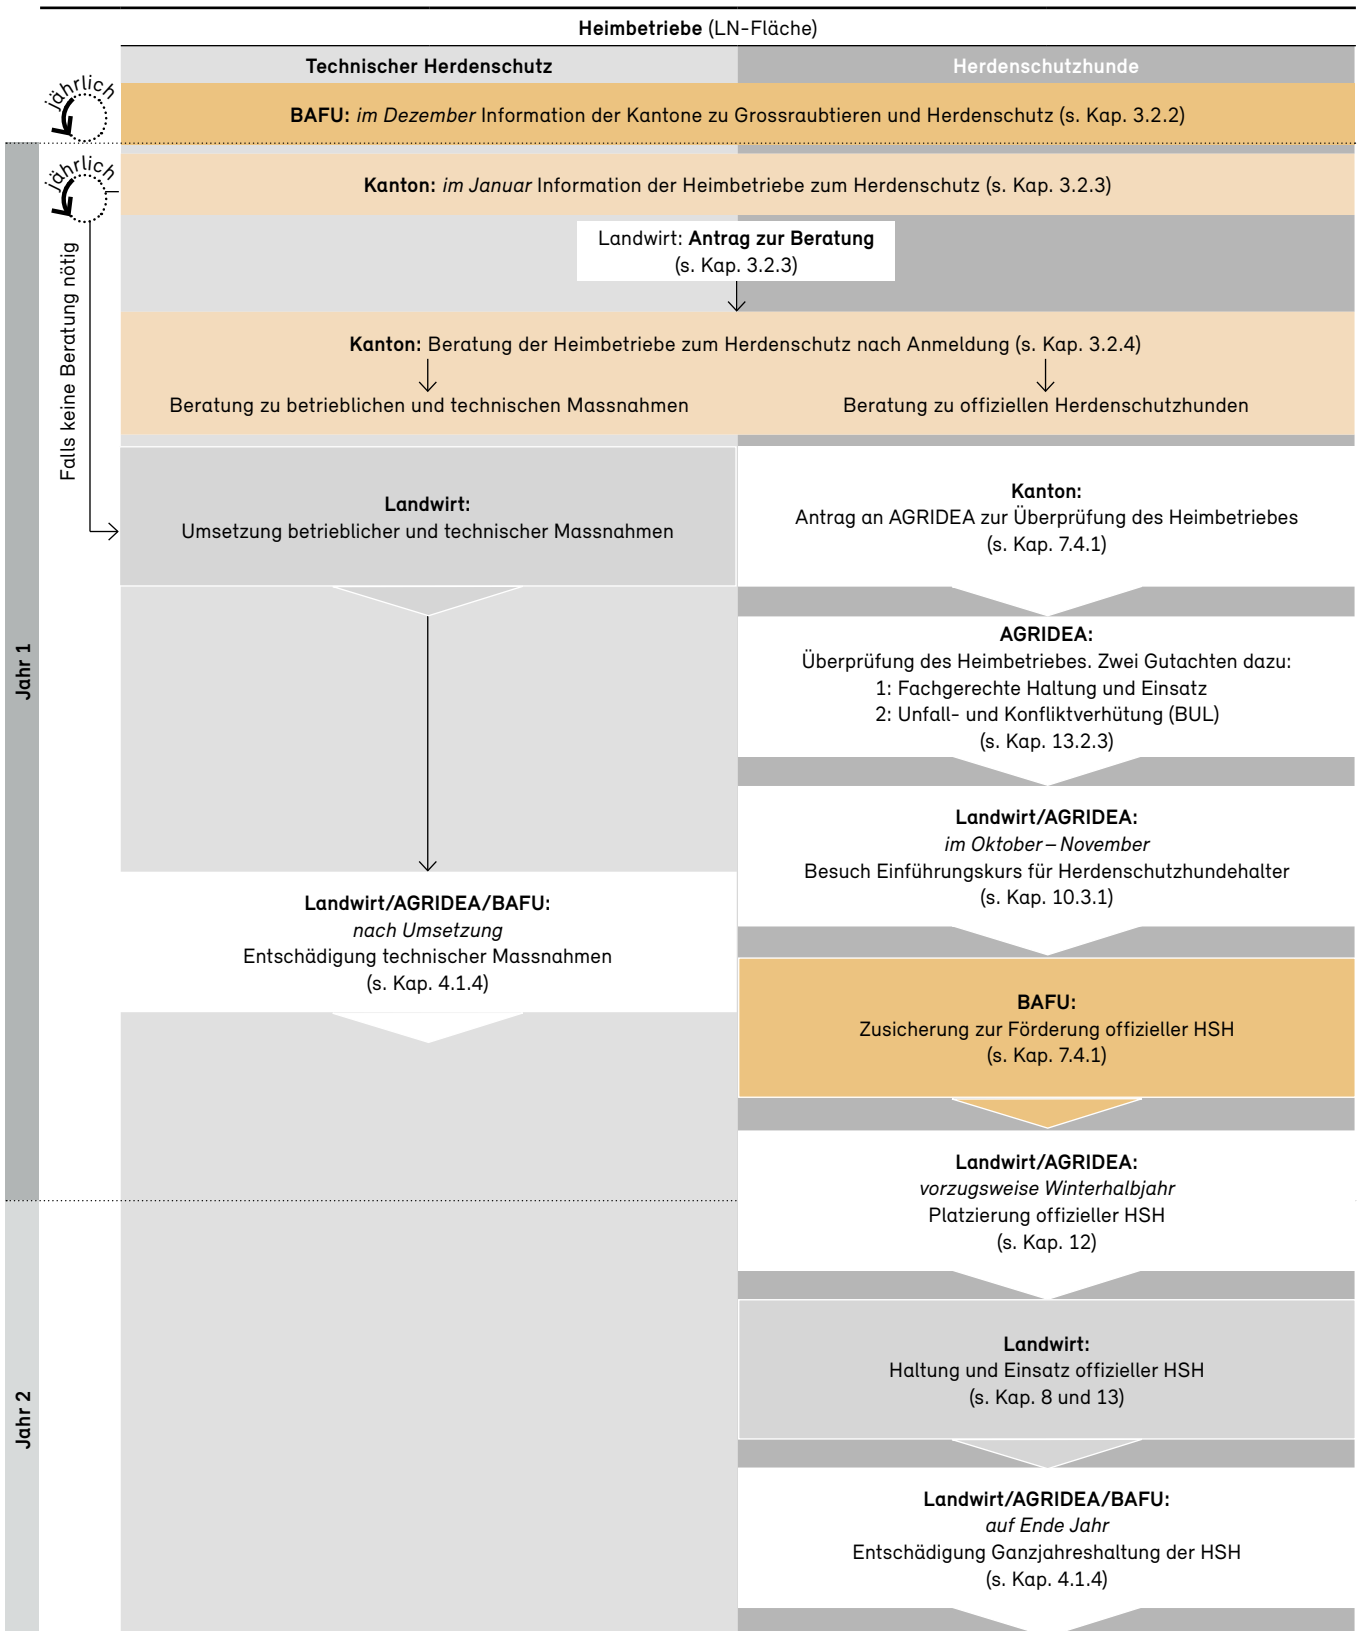 Heimbetriebe (LN-Fläche)
Technischer Herdenschutz
Herdenschutzhunde
jährlich
BAFU: im Dezember Information der Kantone zu Grossraubtieren und Herdenschutz (s. Kap. 3.2.2)
jährlich
Kanton: im Januar Information der Heimbetriebe zum Herdenschutz (s. Kap. 3.2.3)
Landwirt: Antrag zur Beratung
(s. Kap. 3.2.3)
Falls keine Beratung nötig
Kanton: Beratung der Heimbetriebe zum Herdenschutz nach Anmeldung (s. Kap. 3.2.4)
Beratung zu betrieblichen und technischen Massnahmen
Beratung zu offiziellen Herdenschutzhunden
Jahr 1
Landwirt:
Umsetzung betrieblicher und technischer Massnahmen
Kanton:
Antrag an AGRIDEA zur Überprüfung des Heimbetriebes
(s. Kap. 7.4.1)
AGRIDEA:
Überprüfung des Heimbetriebes. Zwei Gutachten dazu:
1: Fachgerechte Haltung und Einsatz
2: Unfall- und Konfliktverhütung (BUL)
(s. Kap. 13.2.3)
Landwirt/AGRIDEA:
im Oktober – November
Besuch Einführungskurs für Herdenschutzhundehalter
(s. Kap. 10.3.1)
Landwirt/AGRIDEA/BAFU:
nach Umsetzung
Entschädigung technischer Massnahmen
(s. Kap. 4.1.4)
BAFU:
Zusicherung zur Förderung offizieller HSH
(s. Kap. 7.4.1)
Landwirt/AGRIDEA:
vorzugsweise Winterhalbjahr
Platzierung offizieller HSH
(s. Kap. 12)
Jahr 2
Landwirt:
Haltung und Einsatz offizieller HSH
(s. Kap. 8 und 13)
Landwirt/AGRIDEA/BAFU:
auf Ende Jahr
Entschädigung Ganzjahreshaltung der HSH
(s. Kap. 4.1.4)